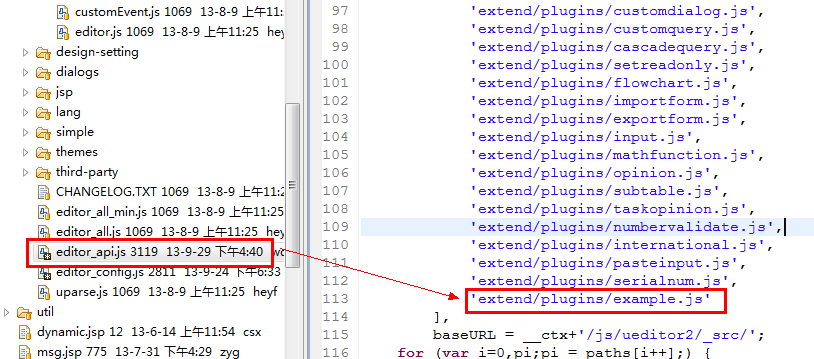 customEvent.js 1069 13-8-9 上午11:
editor.js 1069 13-8-9 上午11:25 heyf
design-setting
dialogs
jsp
lang
simple
themes
third-party
CHANGELOG.TXT 1069 13-8-9 上午11:25
editor_all_min.js 1069 13-8-9 上午11:25
editor_all.js 1069 13-8-9 上午11:25 heyf
editor_api.js 3119 13-9-29 下午4:40
editor_config.js 2811 13-9-24 下午6:33
uparse.js 1069 13-8-9 上午11:25 heyf
util
dynamic.jsp 12 13-6-14 上午11:54 csx
msg.jsp 775 13-7-31 下午4:29 zyg
97 'extend/plugins/customdialog.js',
98 'extend/plugins/customquery.js',
99 'extend/plugins/cascadequery.js',
100 'extend/plugins/setreadonly.js',
101 'extend/plugins/flowchart.js',
102 'extend/plugins/importform.js',
103 'extend/plugins/exportform.js',
104 'extend/plugins/input.js',
105 'extend/plugins/mathfunction.js',
106 'extend/plugins/opinion.js',
107 'extend/plugins/subtable.js',
108 'extend/plugins/taskopinion.js',
109 'extend/plugins/numbervalidate.js',
110 'extend/plugins/international.js',
111 'extend/plugins/pasteinput.js',
112 'extend/plugins/serialnum.js',
113 'extend/plugins/example.js'
114 ],
115 baseURL = __ctx+'/js/ueditor2/_src/';
116 for (var i=0,pi;pi = paths[i++];) {